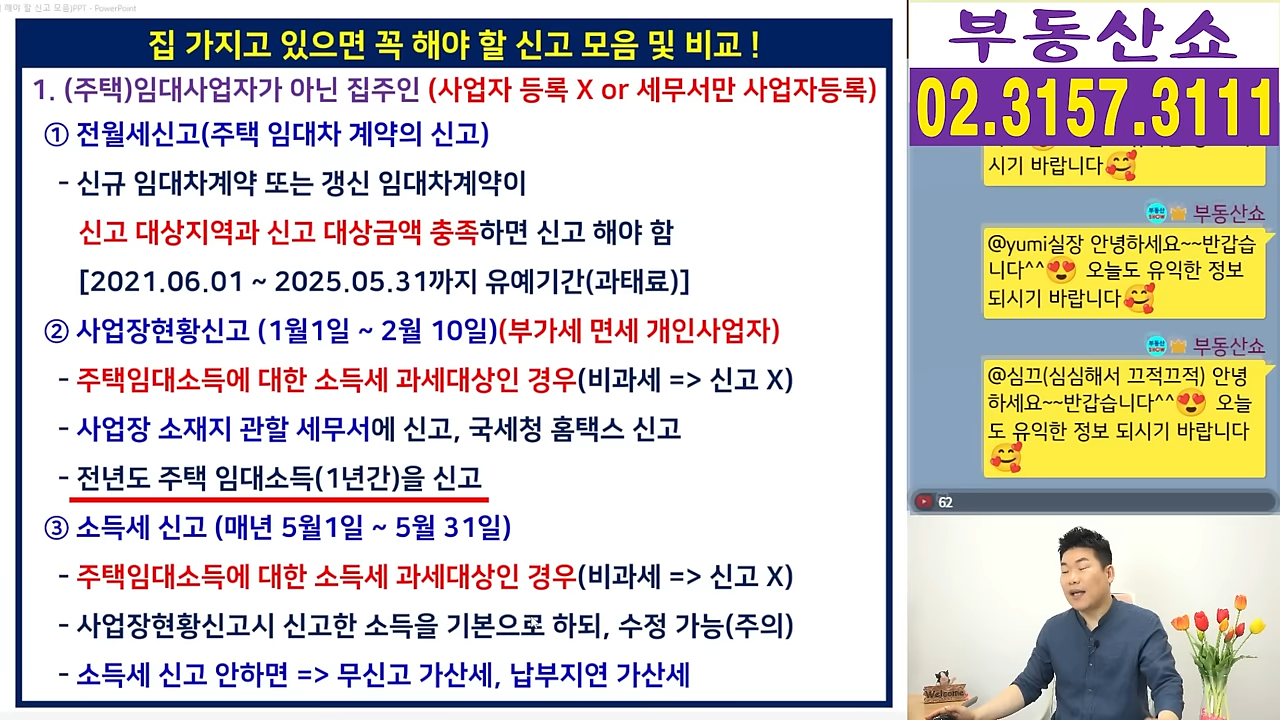 해야 할 신고 모음]PPT - PowerPoint
집 가지고 있으면 꼭 해야 할 신고 모음 및 비교 !
1. (주택)임대사업자가 아닌 집주인 (사업자 등록 X or 세무서만 사업자등록)
① 전월세신고(주택 임대차 계약의 신고)
- 신규 임대차계약 또는 갱신 임대차계약이
신고 대상지역과 신고 대상금액 충족하면 신고 해야 함
[2021.06.01 ~ 2025.05.31까지 유예기간(과태료)]
② 사업장현황신고 (1월1일 ~ 2월 10일)(부가세 면세 개인사업자)
- 주택임대소득에 대한 소득세 과세대상인 경우(비과세 => 신고 X)
- 사업장 소재지 관할 세무서에 신고, 국세청 홈택스 신고
- 전년도 주택 임대소득(1년간)을 신고
③ 소득세 신고 (매년 5월1일 ~ 5월 31일)
- 주택임대소득에 대한 소득세 과세대상인 경우(비과세 => 신고 X)
- 사업장현황신고시 신고한 소득을 기본으로 하되, 수정 가능(주의)
- 소득세 신고 안하면 => 무신고 가산세, 납부지연 가산세
부동산쇼
02.3157.3111
시기 바랍니다🥰
부동산쇼
@yumi실장 안녕하세요~~반갑습
니다^^😍 오늘도 유익한 정보
되시기 바랍니다🥰
부동산쇼
@심끄(심심해서 끄적끄적) 안녕
하세요~~반갑습니다^^😍 오늘
도 유익한 정보 되시기 바랍니다
🥰
62
Welcome